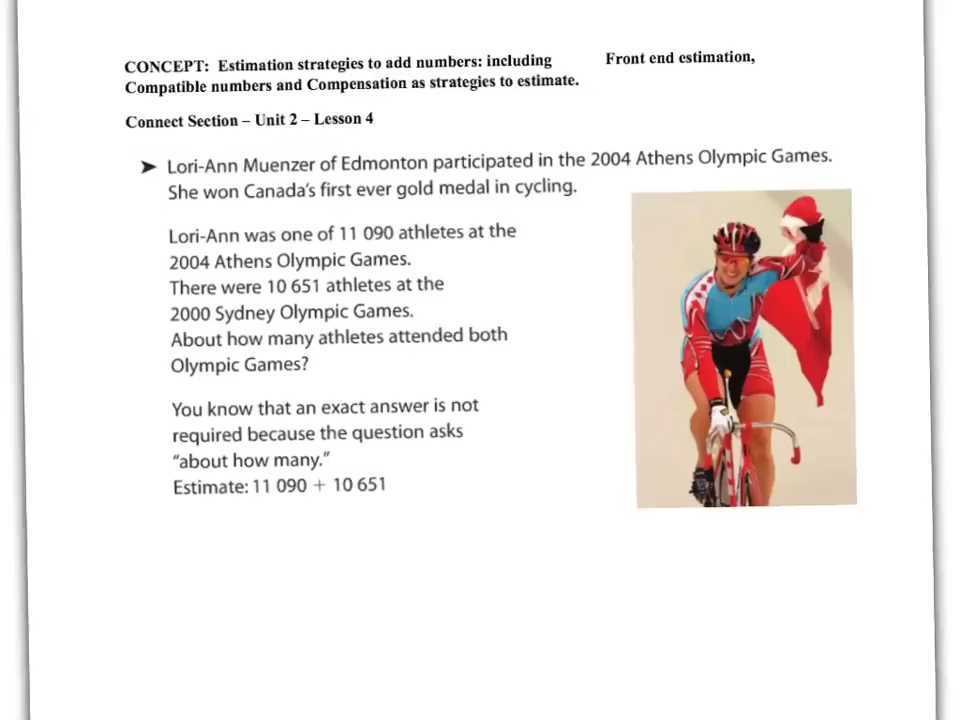 CONCEPT: Estimation strategies to add numbers: including Front end estimation,
Compatible numbers and Compensation as strategies to estimate.
Connect Section – Unit 2 – Lesson 4
➤ Lori-Ann Muenzer of Edmonton participated in the 2004 Athens Olympic Games.
She won Canada's first ever gold medal in cycling.
Lori-Ann was one of 11 090 athletes at the
2004 Athens Olympic Games.
There were 10 651 athletes at the
2000 Sydney Olympic Games.
About how many athletes attended both
Olympic Games?
You know that an exact answer is not
required because the question asks
“about how many.”
Estimate: 11 090 + 10 651